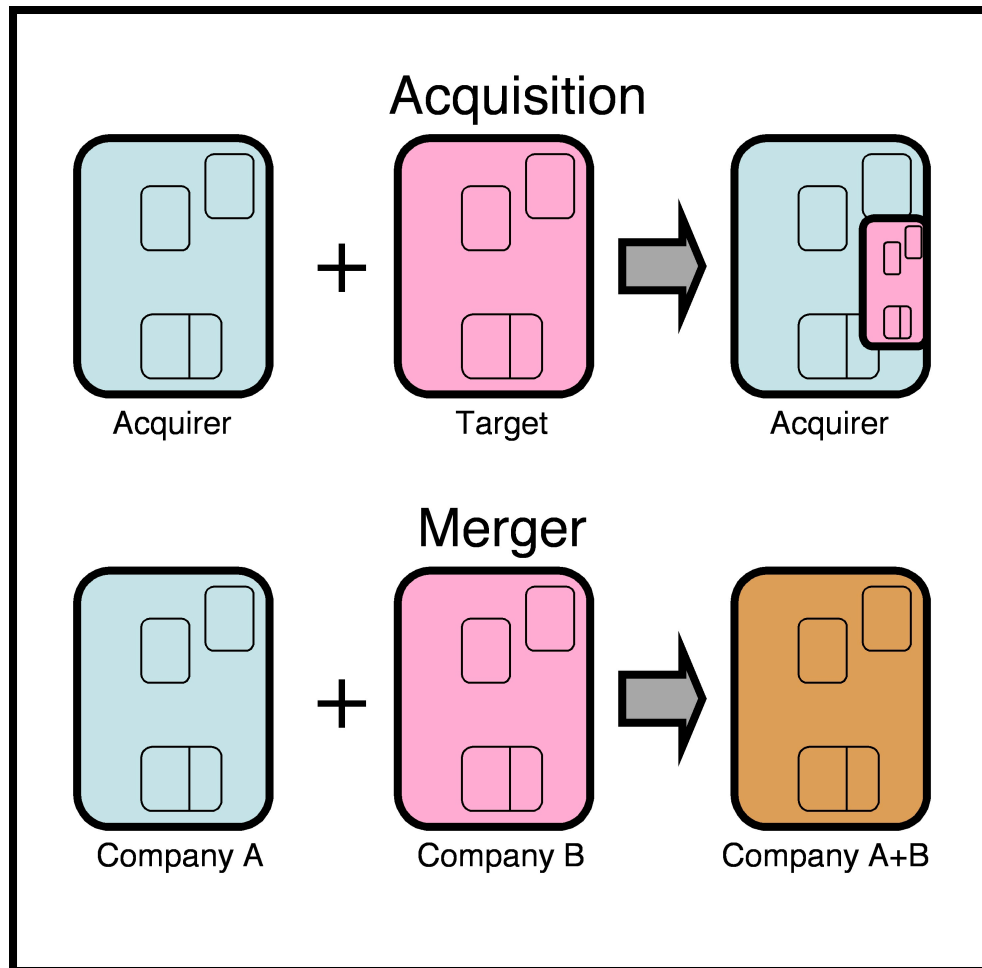 Acquisition
+
Acquirer Target Acquirer
Merger
+
Company A Company B Company A+B